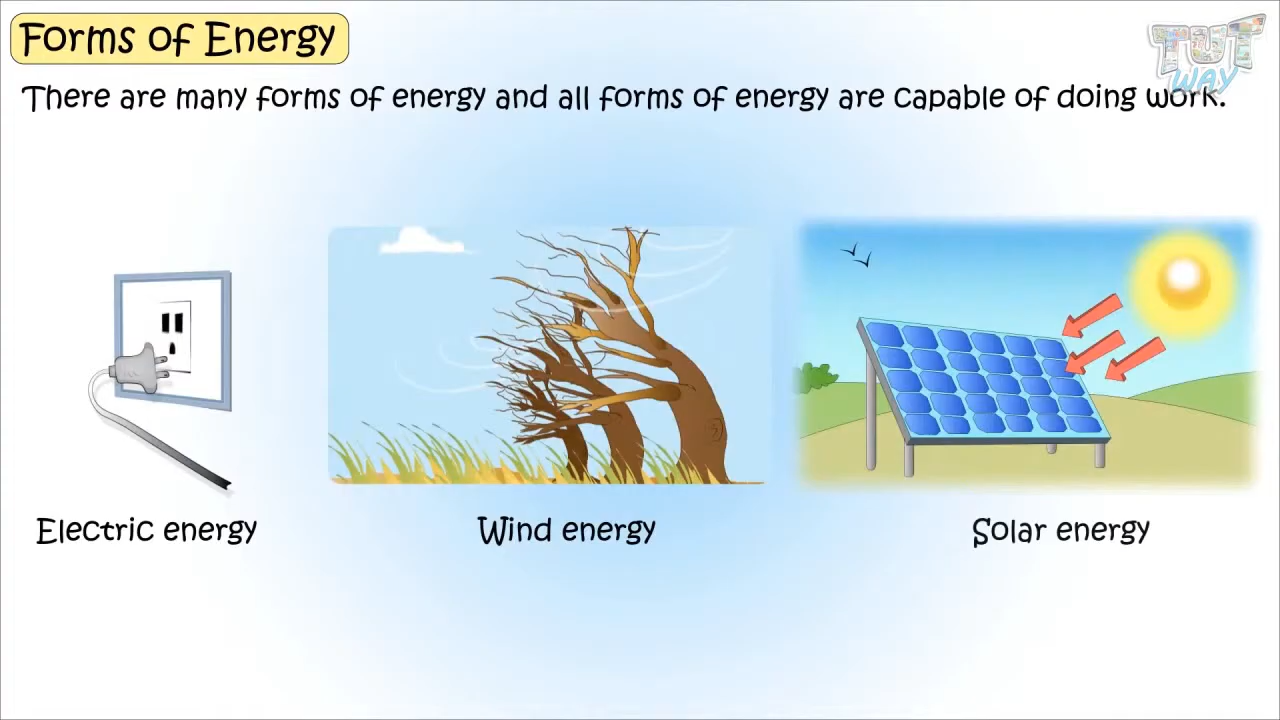 Forms of Energy
TUT
WAY
There are many forms of energy and all forms of energy are capable of doing work.
Electric energy
Wind energy
Solar energy